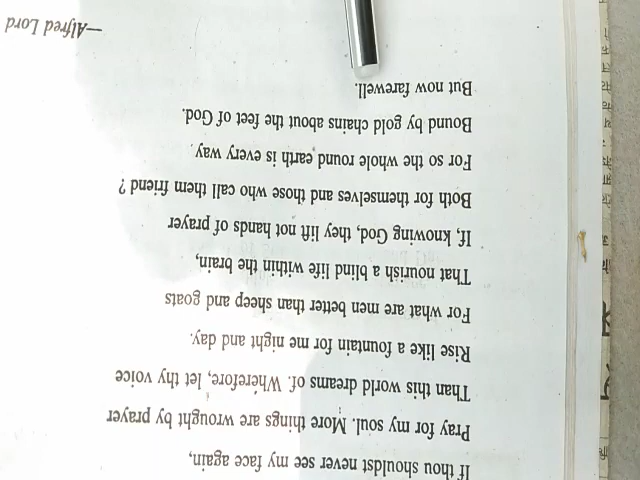 If thou shouldst never see my face again,
Pray for my soul. More things are wrought by prayer
Than this world dreams of. Wherefore, let thy voice
Rise like a fountain for me night and day.
For what are men better than sheep and goats
That nourish a blind life within the brain,
If, knowing God, they lift not hands of prayer
Both for themselves and those who call them friend ?
For so the whole round earth is every way
Bound by gold chains about the feet of God.
But now farewell.
—Alfred Lord